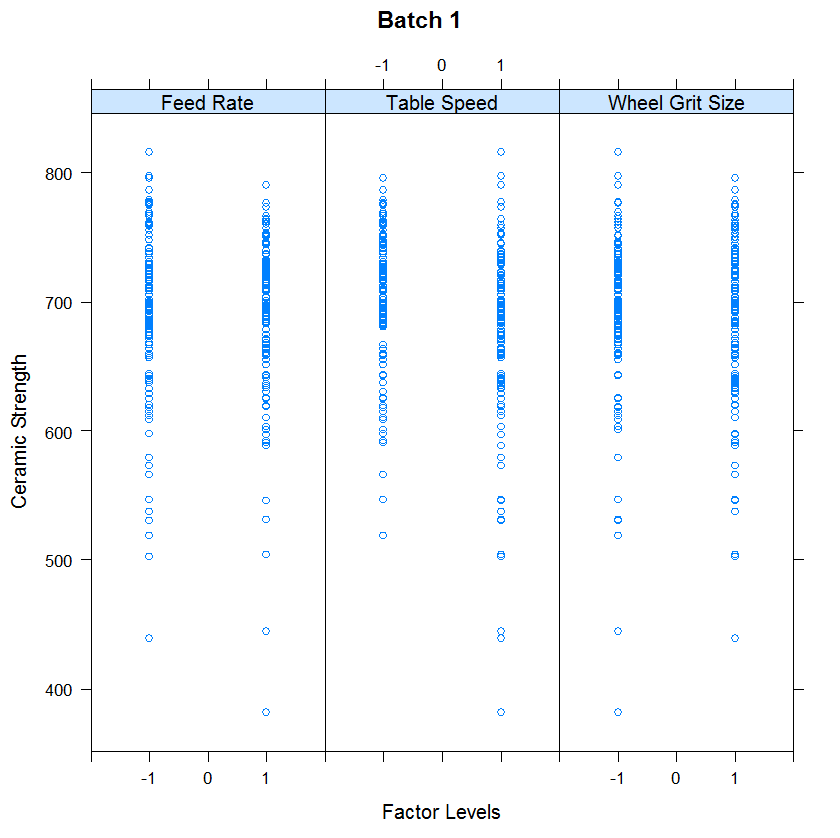 Batch 1
-1 0 1
Feed Rate Table Speed Wheel Grit Size
800
700
600
500
400
Ceramic Strength
-1 0 1 -1 0 1
Factor Levels